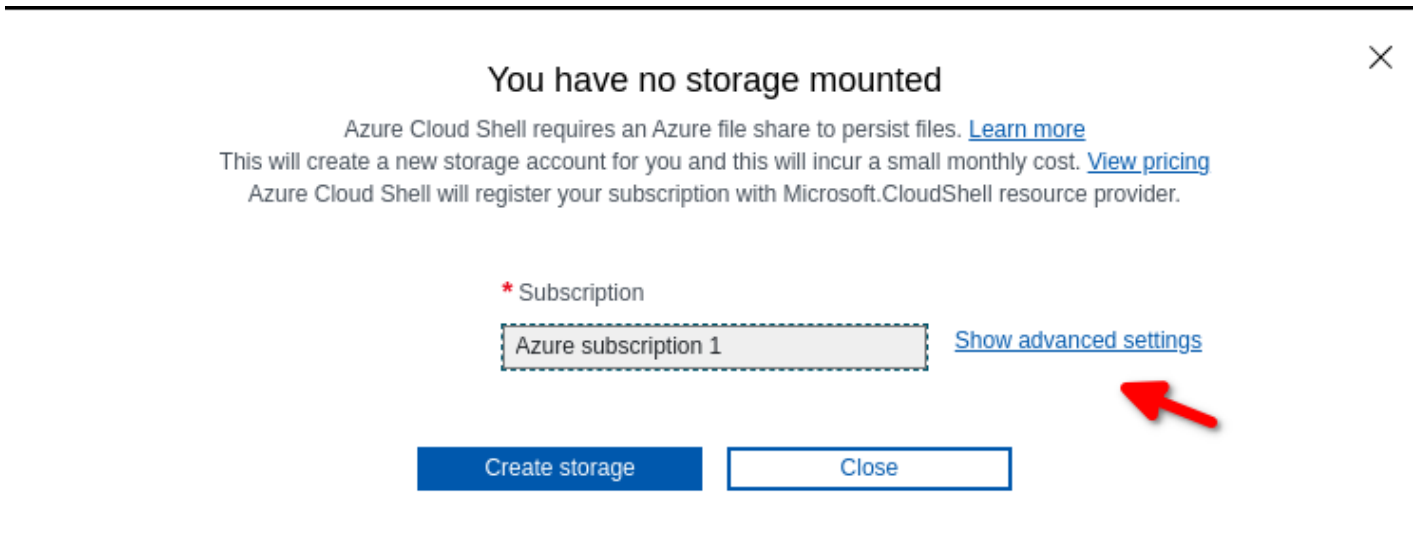 You have no storage mounted
Azure Cloud Shell requires an Azure file share to persist files. Learn more
This will create a new storage account for you and this will incur a small monthly cost. View pricing
Azure Cloud Shell will register your subscription with Microsoft.CloudShell resource provider.
* Subscription
Azure subscription 1
Show advanced settings
Create storage
Close